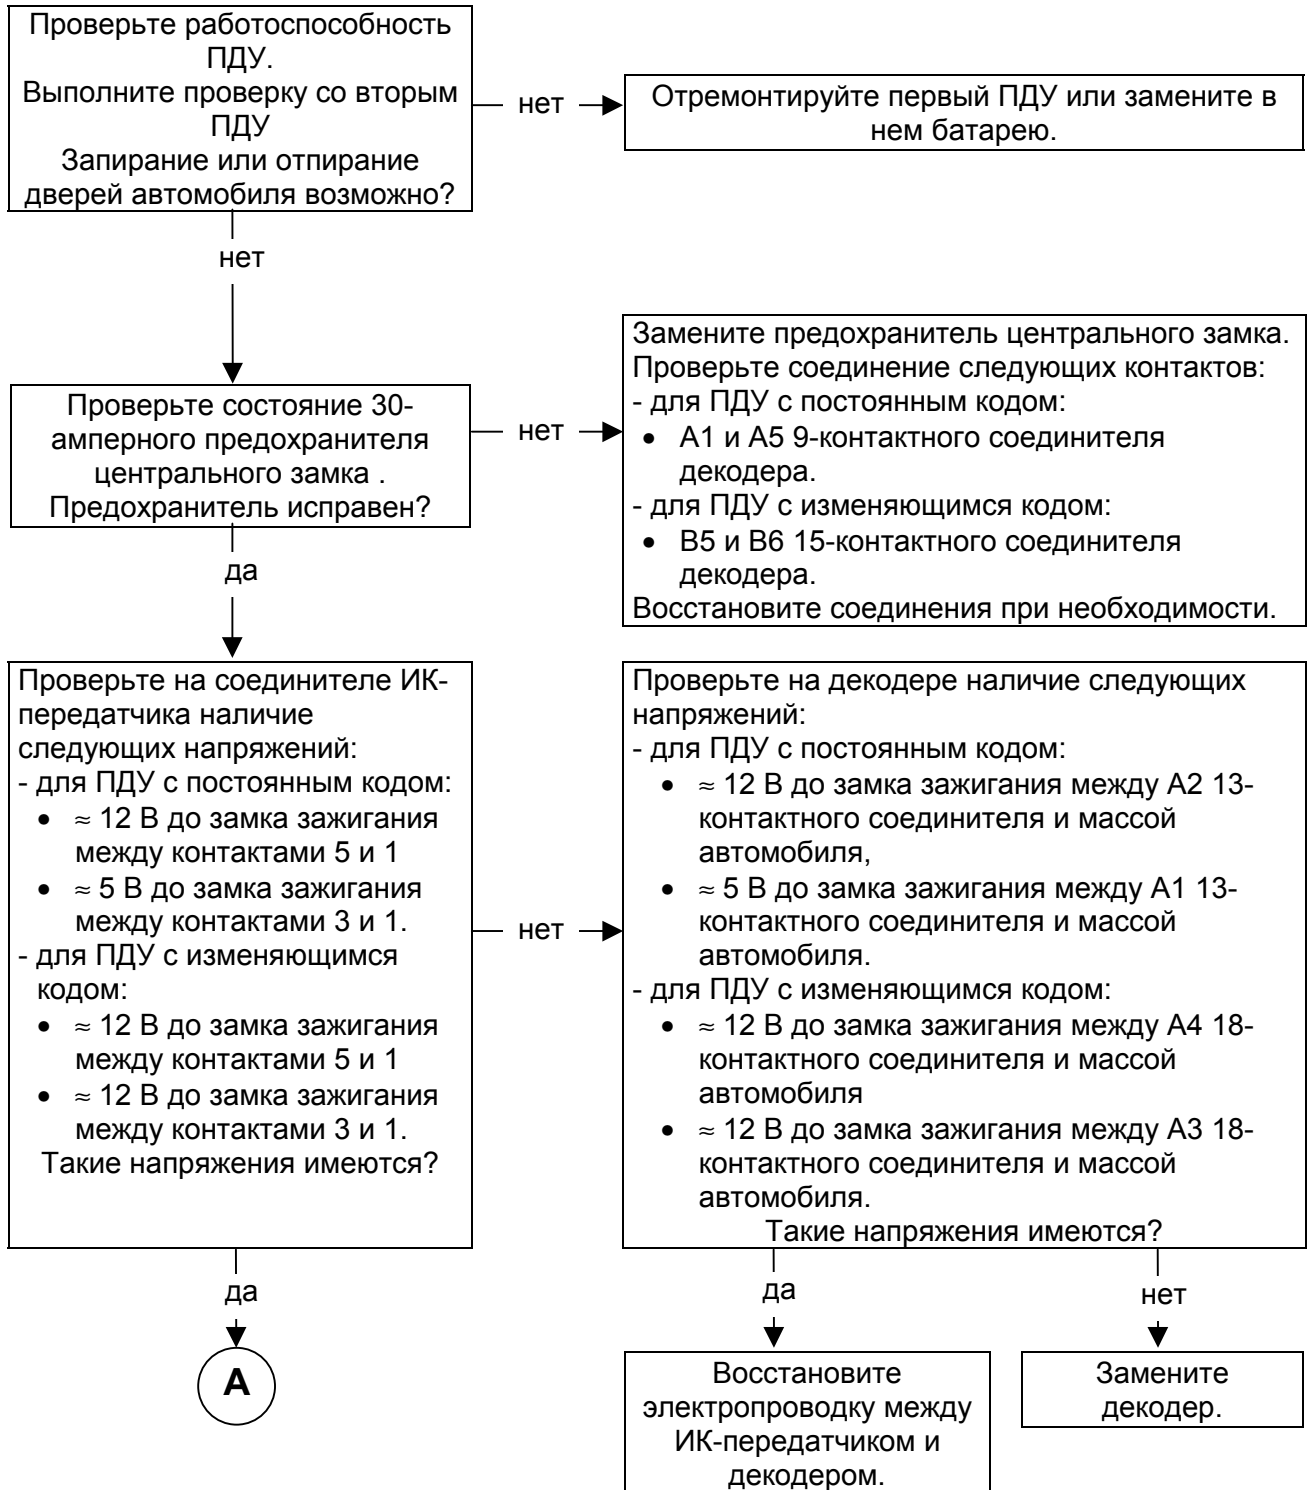 Проверьте работоспособность
ПДУ.
Выполните проверку со вторым
ПДУ
Запирание или отпирание
дверей автомобиля возможно?
нет
Отремонтируйте первый ПДУ или замените в
нем батарею.
нет
Проверьте состояние 30-
амперного предохранителя
центрального замка .
Предохранитель исправен?
нет
Замените предохранитель центрального замка.
Проверьте соединение следующих контактов:
- для ПДУ с постоянным кодом:
• А1 и А5 9-контактного соединителя
декодера.
- для ПДУ с изменяющимся кодом:
• В5 и В6 15-контактного соединителя
декодера.
Восстановите соединения при необходимости.
да
Проверьте на соединителе ИК-
передатчика наличие
следующих напряжений:
- для ПДУ с постоянным кодом:
• ≈ 12 В до замка зажигания
между контактами 5 и 1
• ≈ 5 В до замка зажигания
между контактами 3 и 1.
- для ПДУ с изменяющимся
кодом:
• ≈ 12 В до замка зажигания
между контактами 5 и 1
• ≈ 12 В до замка зажигания
между контактами 3 и 1.
Такие напряжения имеются?
нет
Проверьте на декодере наличие следующих
напряжений:
- для ПДУ с постоянным кодом:
• ≈ 12 В до замка зажигания между А2 13-
контактного соединителя и массой
автомобиля,
• ≈ 5 В до замка зажигания между А1 13-
контактного соединителя и массой
автомобиля.
- для ПДУ с изменяющимся кодом:
• ≈ 12 В до замка зажигания между А4 18-
контактного соединителя и массой
автомобиля
• ≈ 12 В до замка зажигания между А3 18-
контактного соединителя и массой
автомобиля.
Такие напряжения имеются?
да
А
да
Восстановите
электропроводку между
ИК-передатчиком и
декодером.
нет
Замените
декодер.